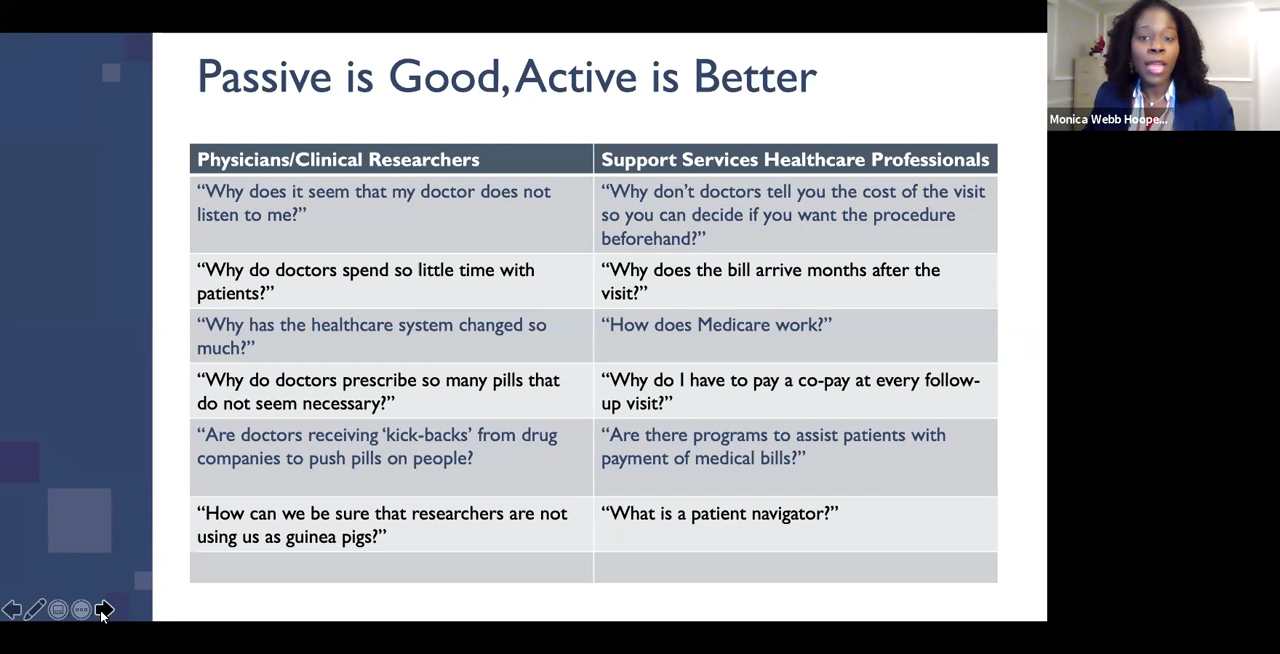 Passive is Good, Active is Better
Monica Webb Hoope...
Physicians/Clinical Researchers
Support Services Healthcare Professionals
“Why does it seem that my doctor does not
listen to me?”
“Why don’t doctors tell you the cost of the visit
so you can decide if you want the procedure
beforehand?”
“Why do doctors spend so little time with
patients?”
“Why does the bill arrive months after the
visit?”
“Why has the healthcare system changed so
much?”
“How does Medicare work?”
“Why do doctors prescribe so many pills that
do not seem necessary?”
“Why do I have to pay a co-pay at every follow-
up visit?”
“Are doctors receiving ‘kick-backs’ from drug
companies to push pills on people?
“Are there programs to assist patients with
payment of medical bills?”
“How can we be sure that researchers are not
using us as guinea pigs?”
“What is a patient navigator?”